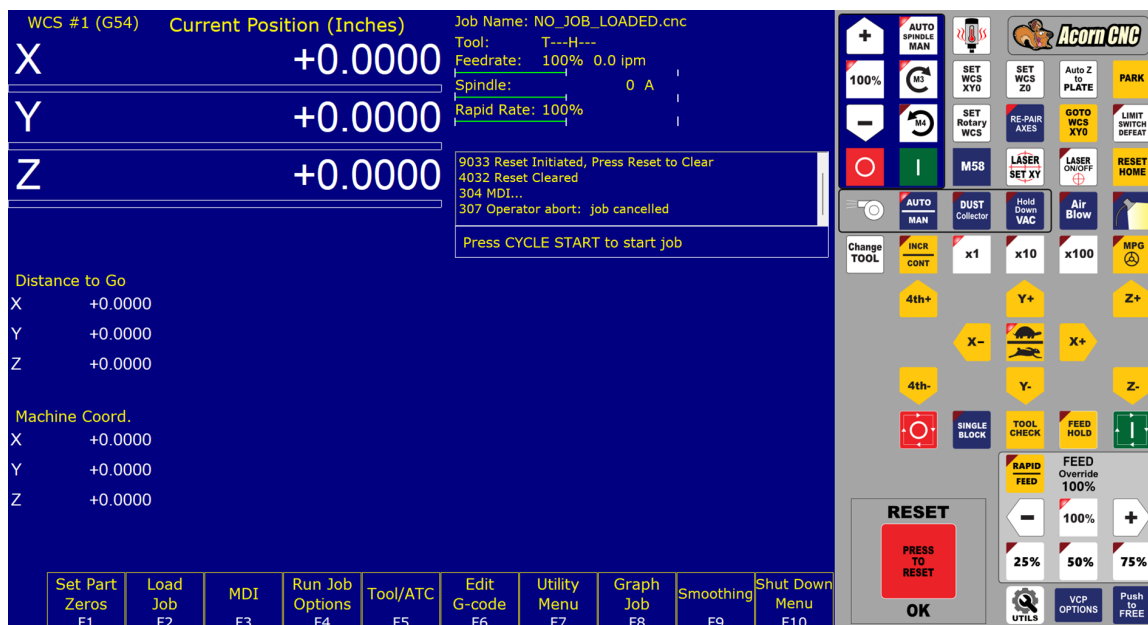 WCS #1 (G54)
Current Position (Inches)
X +0.0000
Y +0.0000
Z +0.0000
Job Name: NO_JOB_LOADED.cnc
Tool: T---H---
Feedrate: 100% 0.0 ipm
Spindle: 0 A
Rapid Rate: 100%
9033 Reset Initiated, Press Reset to Clear
4032 Reset Cleared
304 MDI...
307 Operator abort: job cancelled
Press CYCLE START to start job
Distance to Go
X +0.0000
Y +0.0000
Z +0.0000
Machine Coord.
X +0.0000
Y +0.0000
Z +0.0000
Set Part
Zeros
F1
Load
Job
F2
MDI
F3
Run Job
Options
F4
Tool/ATC
F5
Edit
G-code
F6
Utility
Menu
F7
Graph
Job
F8
Smoothing
F9
Shut Down
Menu
F10
+
AUTO
SPINDLE
MAN
Acorn CNC
100%
M3
SET
WCS
XY0
SET
WCS
Z0
Auto Z
to
PLATE
PARK
−
M4
SET
Rotary
WCS
RE-PAIR
AXES
GOTO
WCS
XY0
LIMIT
SWITCH
DEFEAT
M58
LASER
SET XY
LASER
ON/OFF
RESET
HOME
AUTO
MAN
DUST
Collector
Hold
Down
VAC
Air
Blow
Change
TOOL
INCR
CONT
x1
x10
x100
MPG
4th+
Y+
Z+
X−
X+
4th-
Y-
Z-
SINGLE
BLOCK
TOOL
CHECK
FEED
HOLD
RAPID
FEED
FEED
Override
100%
−
100%
+
25%
50%
75%
RESET
PRESS
TO
RESET
OK
UTILS
VCP
OPTIONS
Push
to
FREE